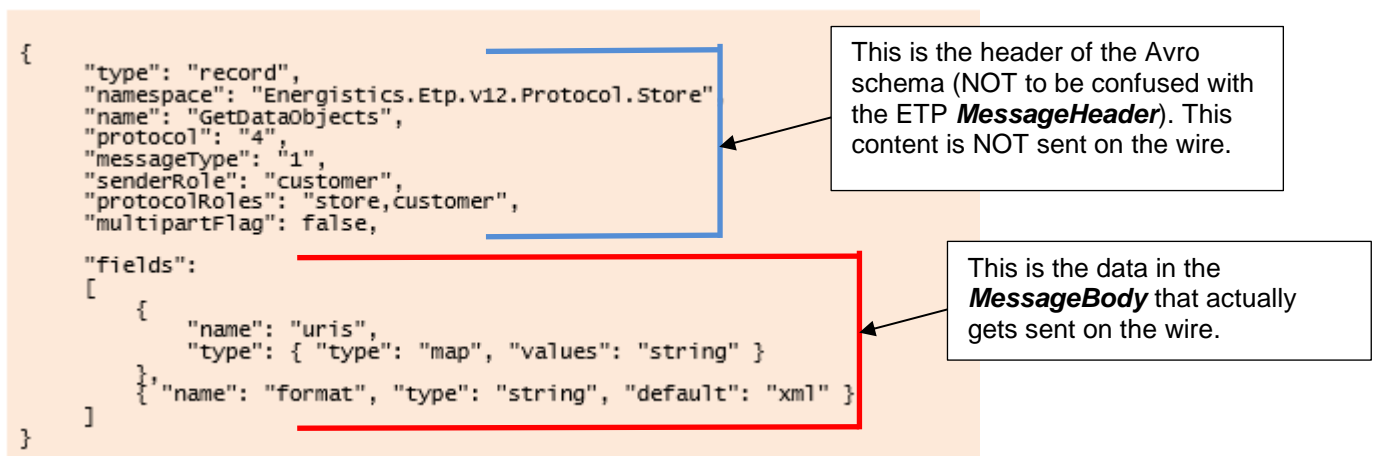 {
"type": "record",
"namespace": "Energistics.Etp.v12.Protocol.Store",
"name": "GetDataObjects",
"protocol": "4",
"messageType": "1",
"senderRole": "customer",
"protocolRoles": "store,customer",
"multipartFlag": false,
"fields":
[
{
"name": "uris",
"type": { "type": "map", "values": "string" }
},
{ "name": "format", "type": "string", "default": "xml" }
]
}
This is the header of the Avro
schema (NOT to be confused with
the ETP MessageHeader). This
content is NOT sent on the wire.
This is the data in the
MessageBody that actually
gets sent on the wire.